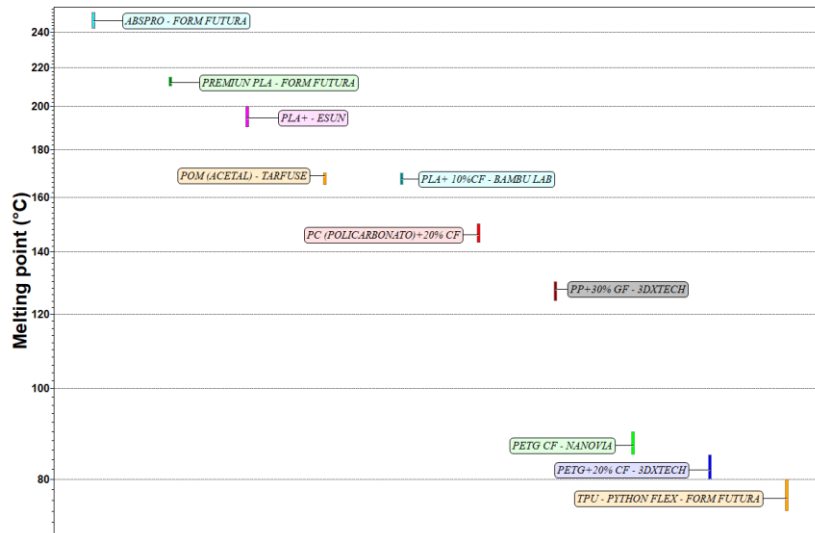 240
ABSPRO - FORM FUTURA
220
PREMIUN PLA - FORM FUTURA
200
PLA+ - ESUN
180
POM (ACETAL) - TARFUSE
PLA+ 10%CF - BAMBU LAB
160
PC (POLICARBONATO)+20% CF
140
PP+30% GF - 3DXTECH
120
100
PETG CF - NANOVIA
PETG+20% CF - 3DXTECH
80
TPU - PYTHON FLEX - FORM FUTURA
Melting point (°C)